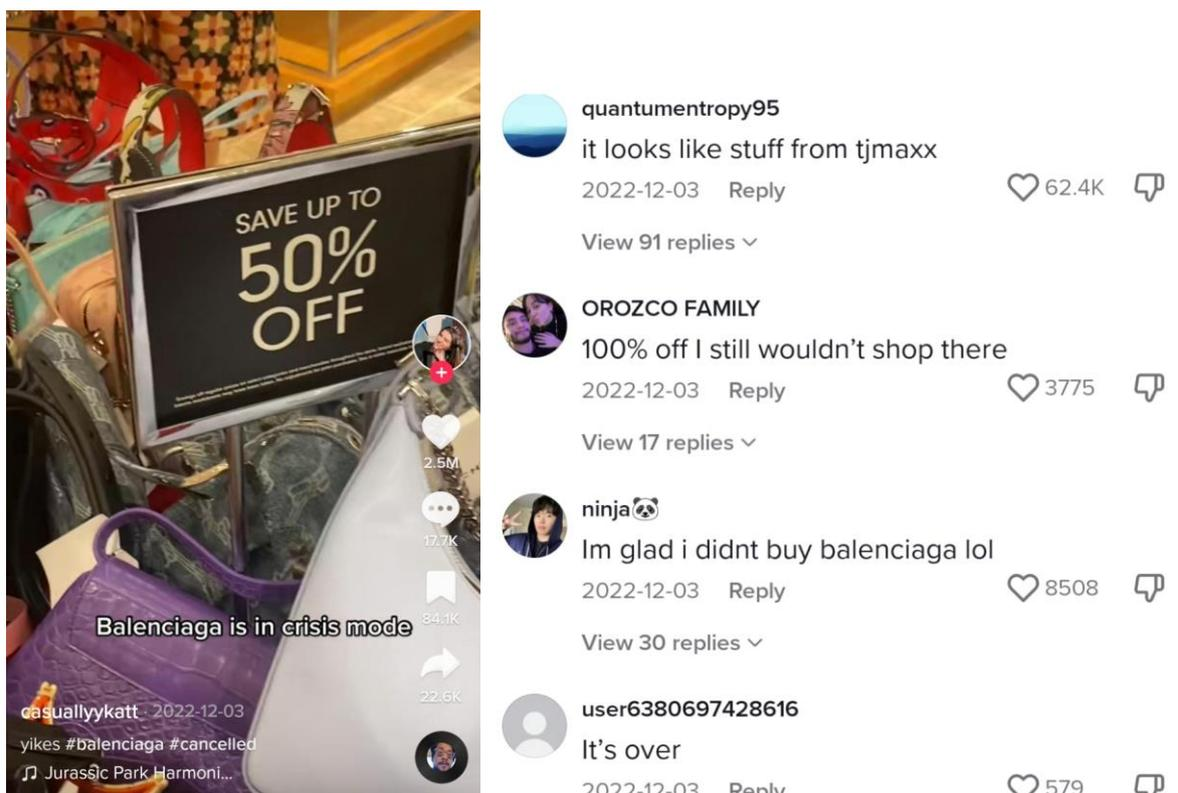 SAVE UP TO
50%
OFF
2.5M
17.7K
Balenciaga is in crisis mode
84.1K
22.6K
casuallyykatt · 2022-12-03
yikes #balenciaga #cancelled
Jurassic Park Harmoni...
quantumentropy95
it looks like stuff from tjmaxx
2022-12-03 Reply 62.4K
View 91 replies
OROZCO FAMILY
100% off I still wouldn’t shop there
2022-12-03 Reply 3775
View 17 replies
ninja🐼
Im glad i didnt buy balenciaga lol
2022-12-03 Reply 8508
View 30 replies
user6380697428616
It’s over
2022-12-03 Reply 579